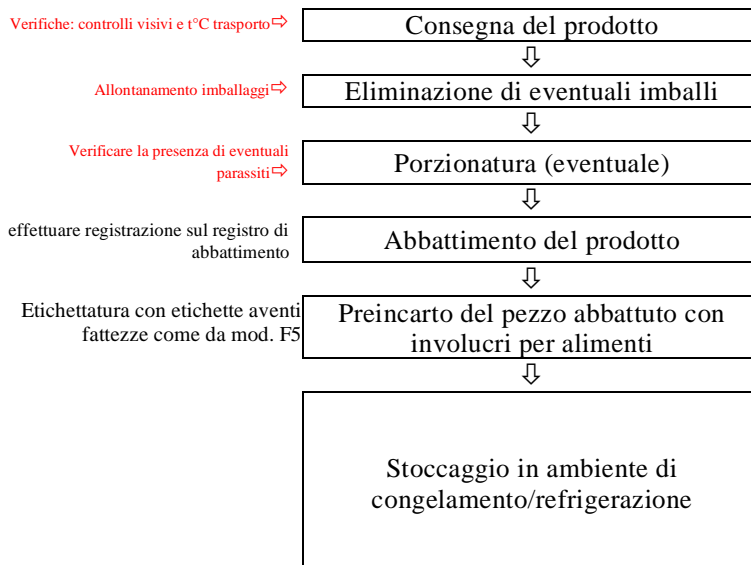 Verifiche: controlli visivi e t°C trasporto⇨
Consegna del prodotto
⇩
Allontanamento imballaggi⇨
Eliminazione di eventuali imballi
⇩
Verificare la presenza di eventuali
parassiti⇨
Porzionatura (eventuale)
⇩
effettuare registrazione sul registro di
abbattimento
Abbattimento del prodotto
⇩
Etichettatura con etichette aventi
fattezze come da mod. F5
Preincarto del pezzo abbattuto con
involucri per alimenti
⇩
Stoccaggio in ambiente di
congelamento/refrigerazione